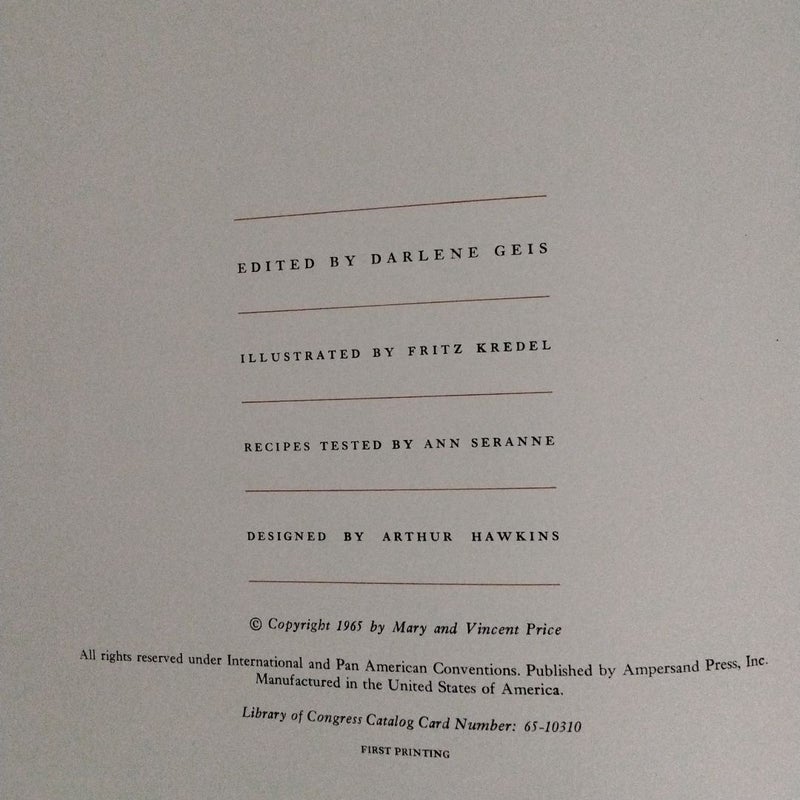 EDITED BY DARLENE GEIS
ILLUSTRATED BY FRITZ KREDEL
RECIPES TESTED BY ANN SERANNE
DESIGNED BY ARTHUR HAWKINS
© Copyright 1965 by Mary and Vincent Price
All rights reserved under International and Pan American Conventions. Published by Ampersand Press, Inc.
Manufactured in the United States of America.
Library of Congress Catalog Card Number: 65-10310
FIRST PRINTING